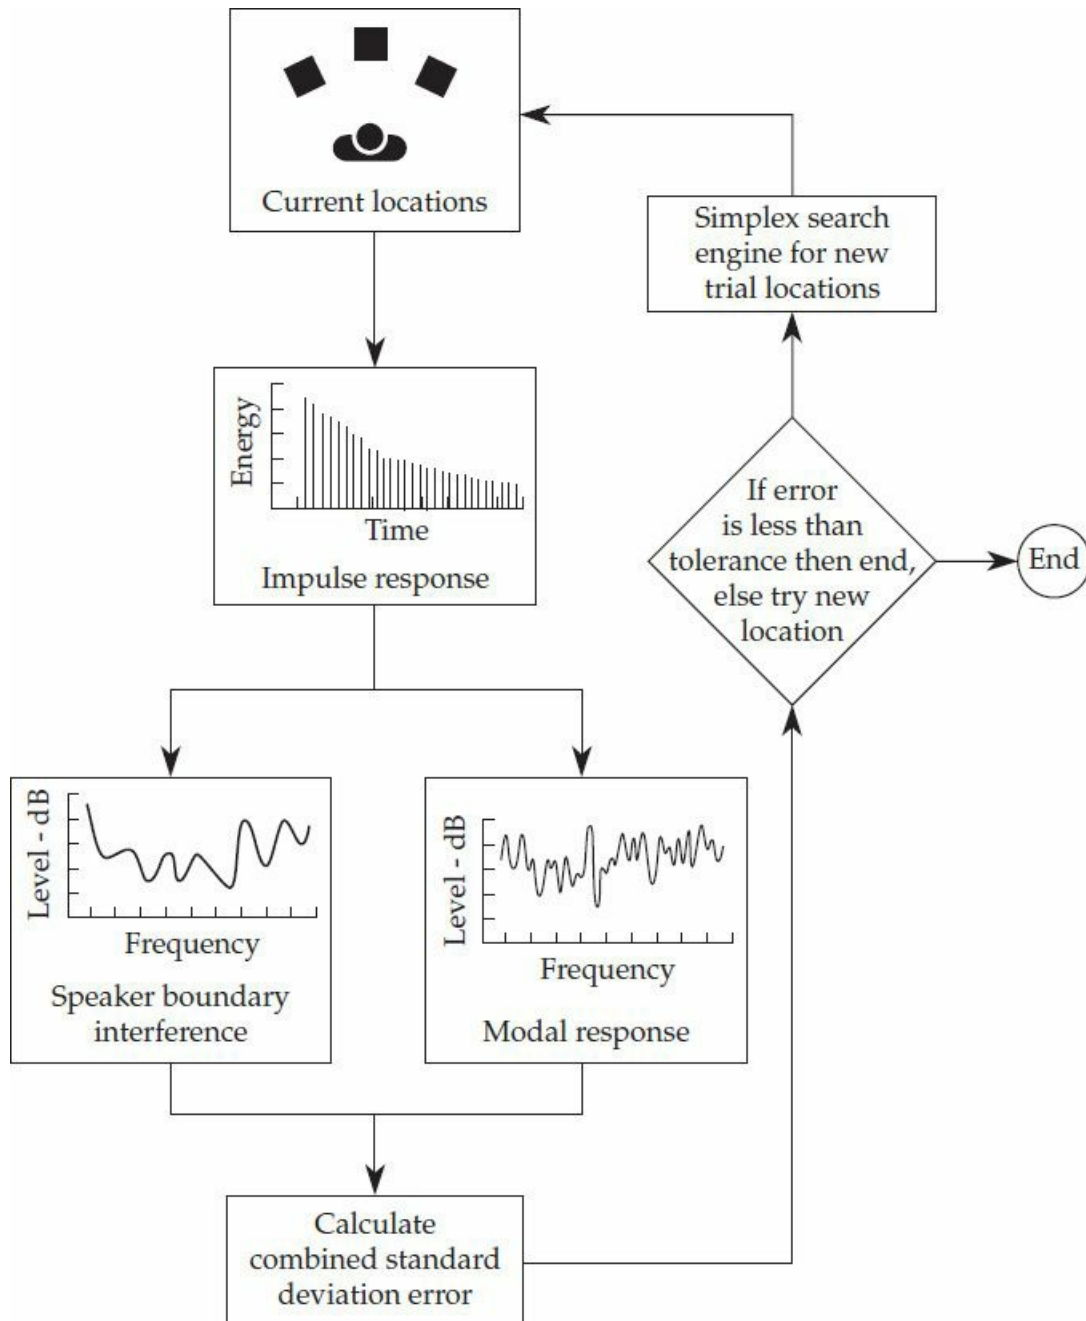 Current locations
Simplex search
engine for new
trial locations
Energy
Time
Impulse response
If error
is less than
tolerance then end,
else try new
location
End
Level - dB
Frequency
Speaker boundary
interference
Level - dB
Frequency
Modal response
Calculate
combined standard
deviation error